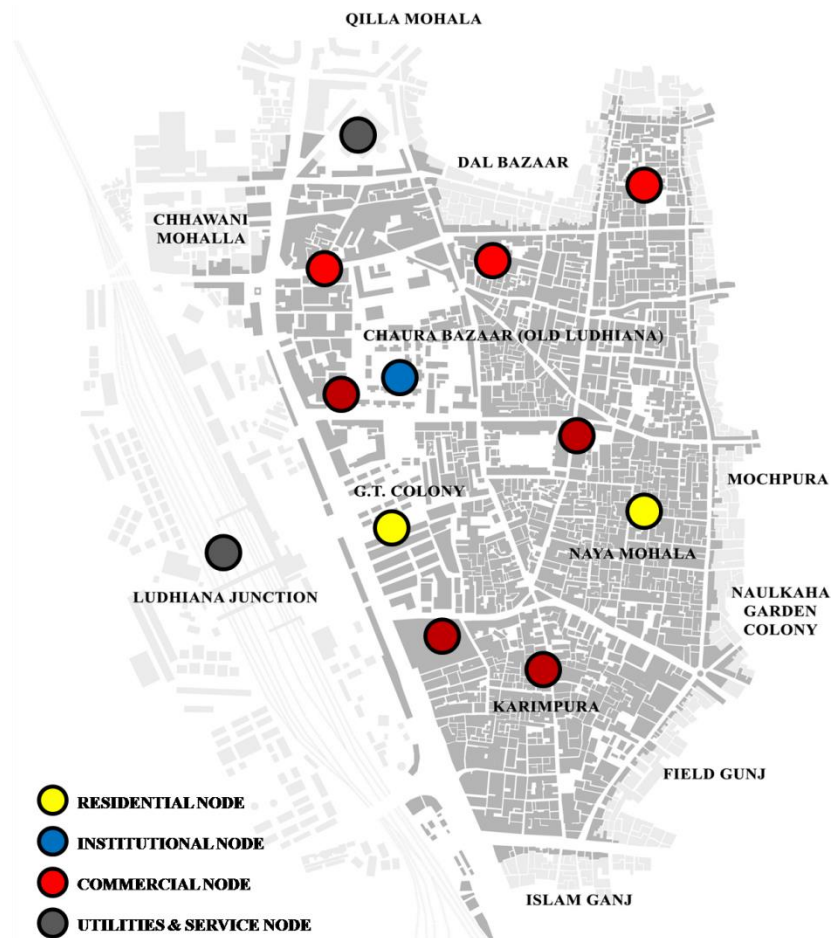 QILLA MOHALA
DAL BAZAAR
CHHAWANI
MOHALLA
CHAURA BAZAAR (OLD LUDHIANA)
MOCHPURA
G.T. COLONY
NAYA MOHALA
NAULKAHA
GARDEN
COLONY
LUDHIANA JUNCTION
KARIMPURA
FIELD GUNJ
ISLAM GANJ
RESIDENTIAL NODE
INSTITUTIONAL NODE
COMMERCIAL NODE
UTILITIES & SERVICE NODE